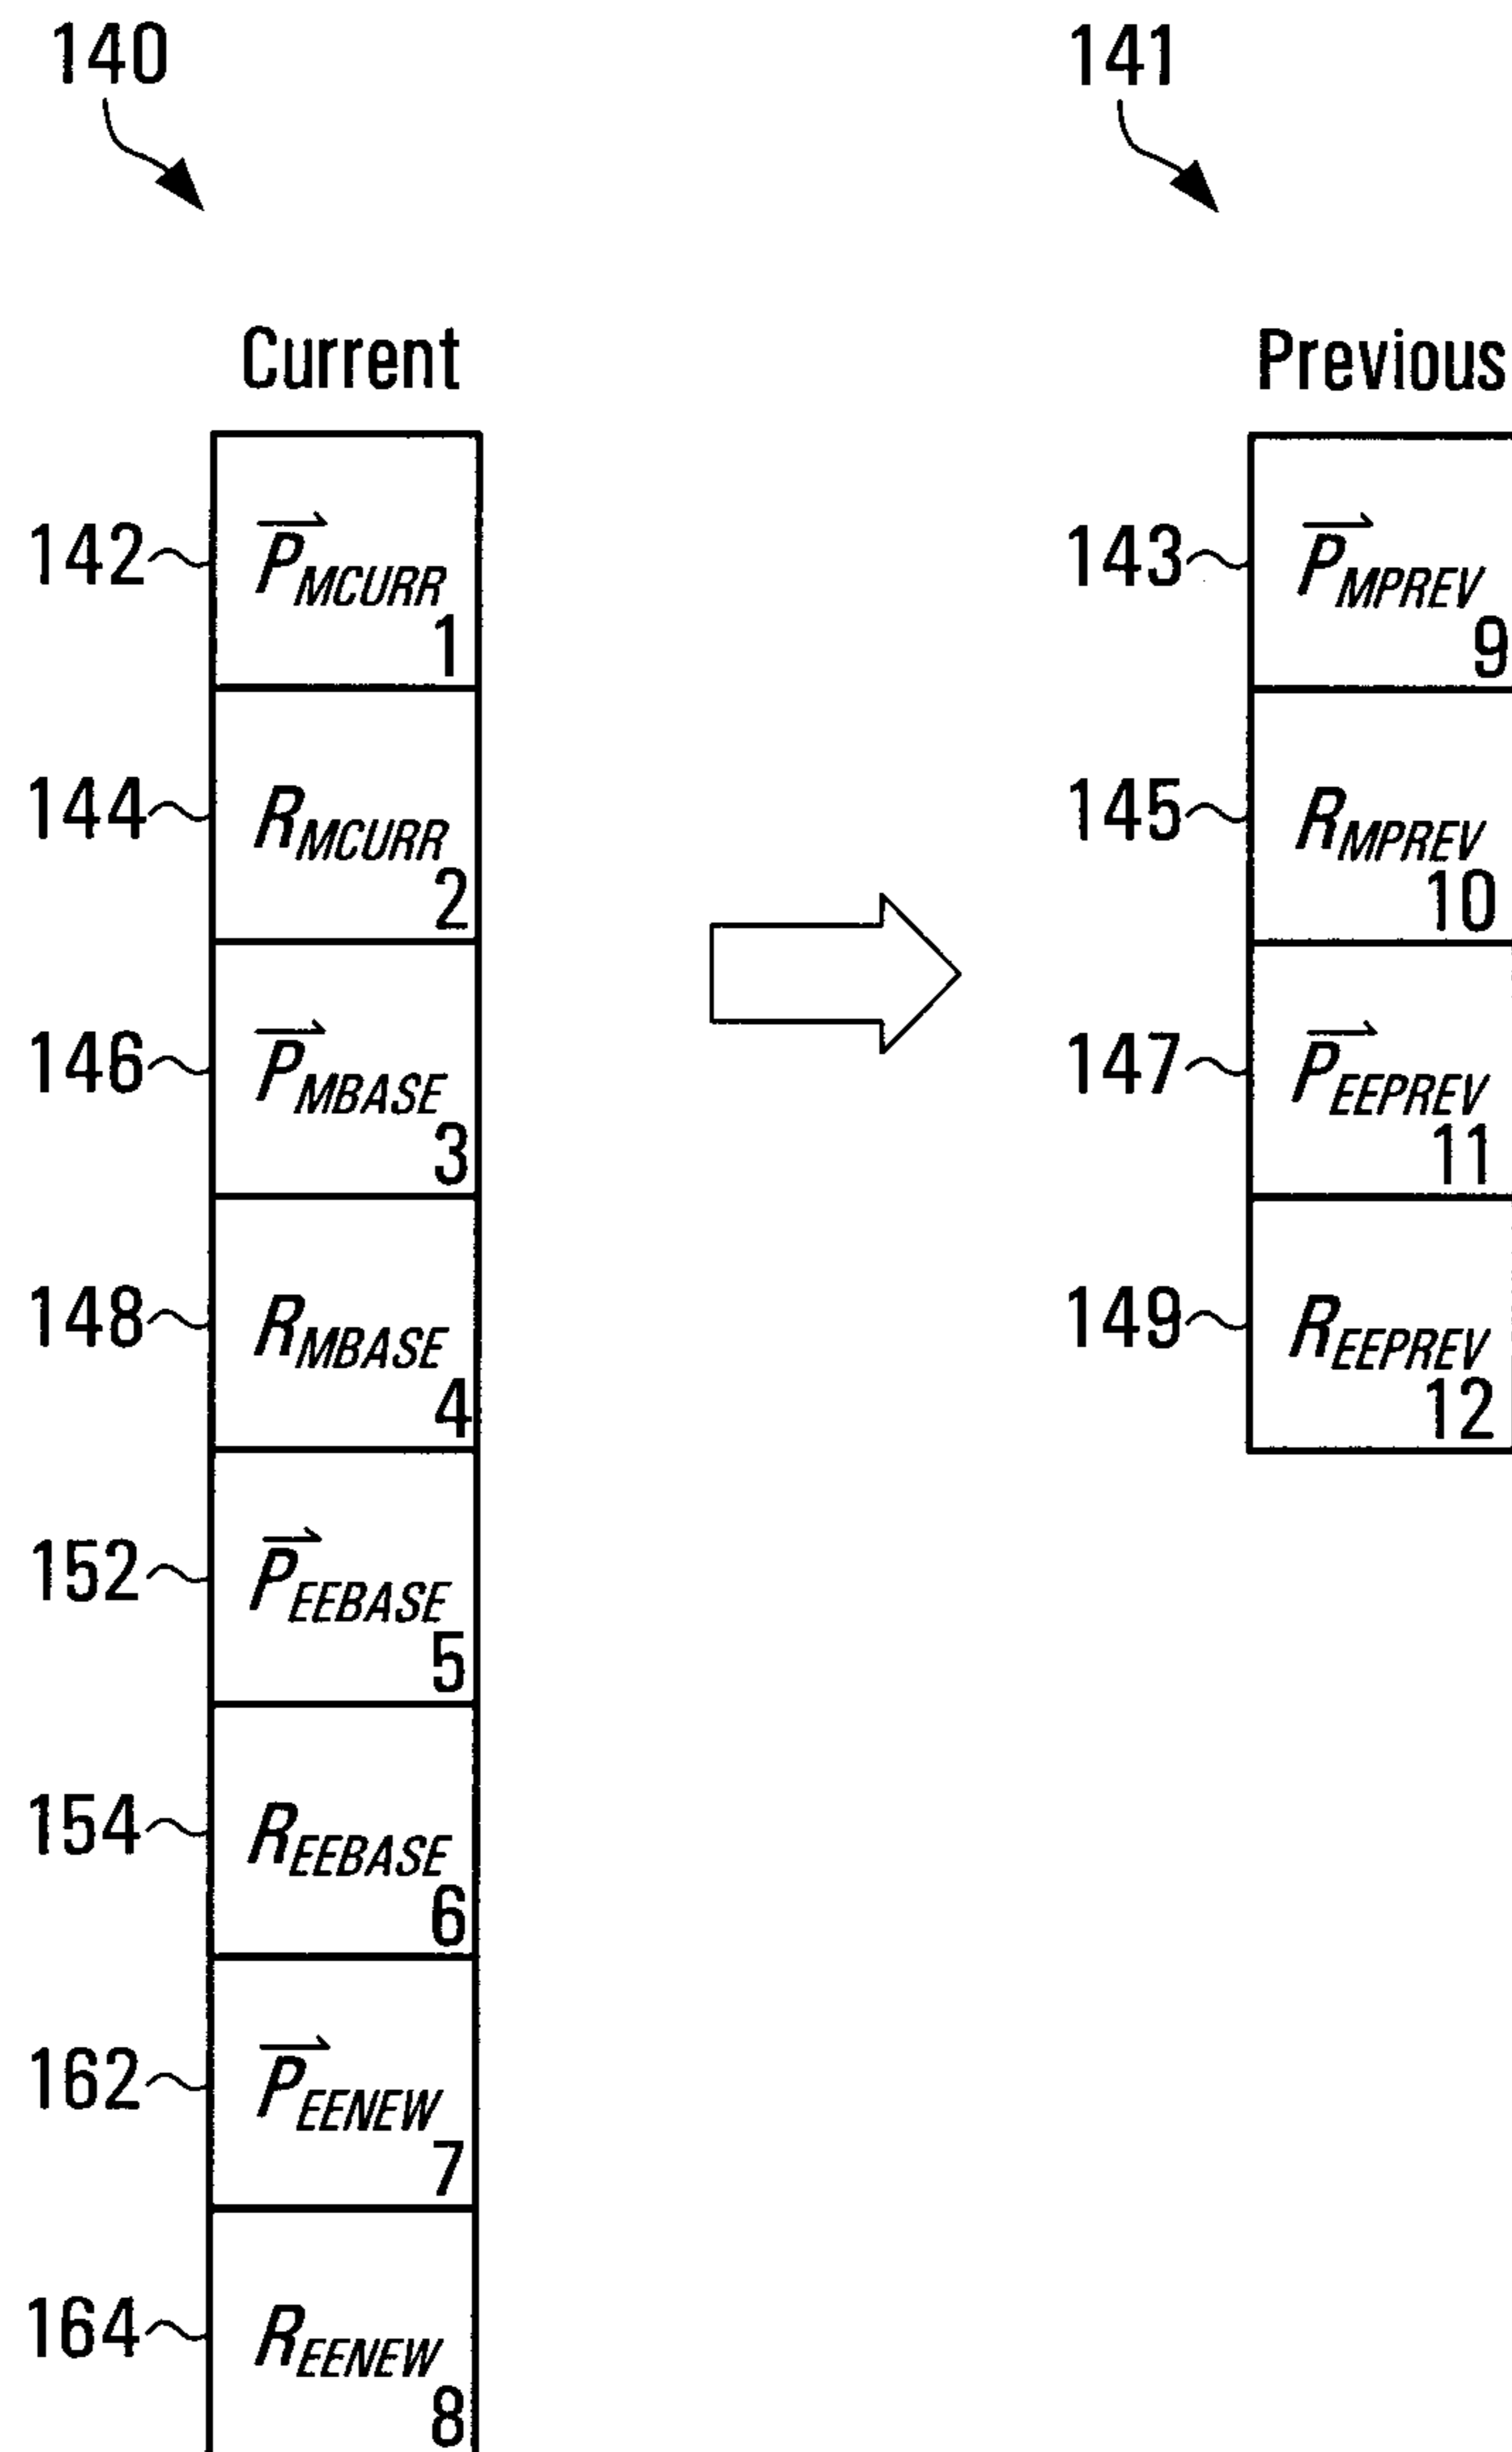 140
141
Current
Previous
142
P⃗MCURR
1
144
RMCURR
2
146
P⃗MBASE
3
148
RMBASE
4
152
P⃗EEBASE
5
154
REEBASE
6
162
P⃗EENEW
7
164
REENEW
8
143
P⃗MPREV
9
145
RMPREV
10
147
P⃗EEPREV
11
149
REEPREV
12